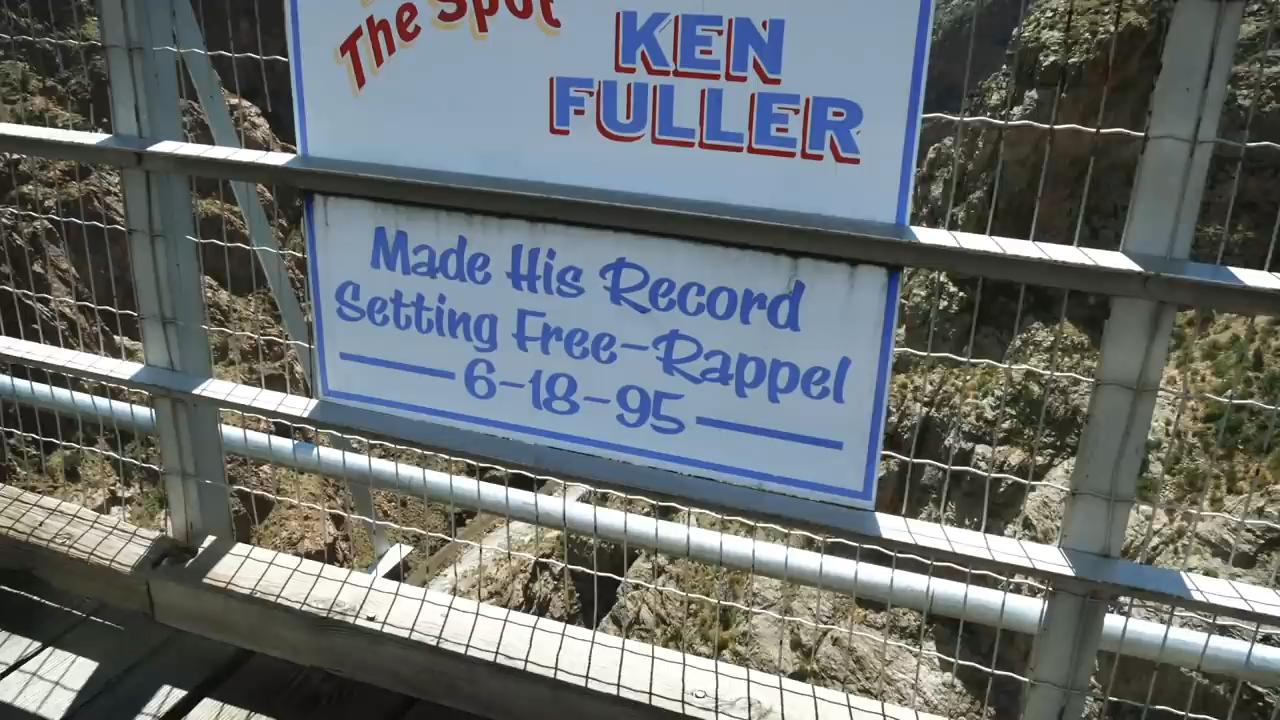 The Spot
KEN
FULLER
Made His Record
Setting Free-Rappel
6-18-95